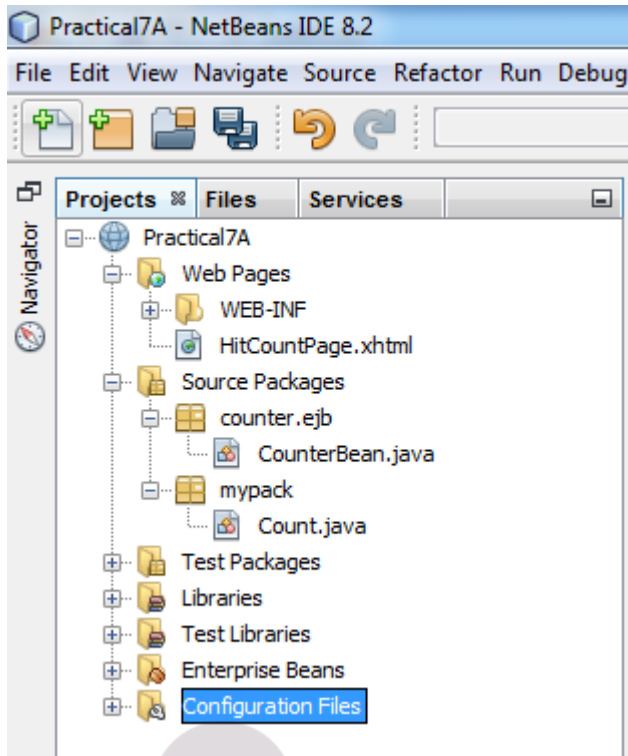 Practical7A - NetBeans IDE 8.2
File Edit View Navigate Source Refactor Run Debug
Projects Files Services
Navigator
Practical7A
Web Pages
WEB-INF
HitCountPage.xhtml
Source Packages
counter.ejb
CounterBean.java
mypack
Count.java
Test Packages
Libraries
Test Libraries
Enterprise Beans
Configuration Files